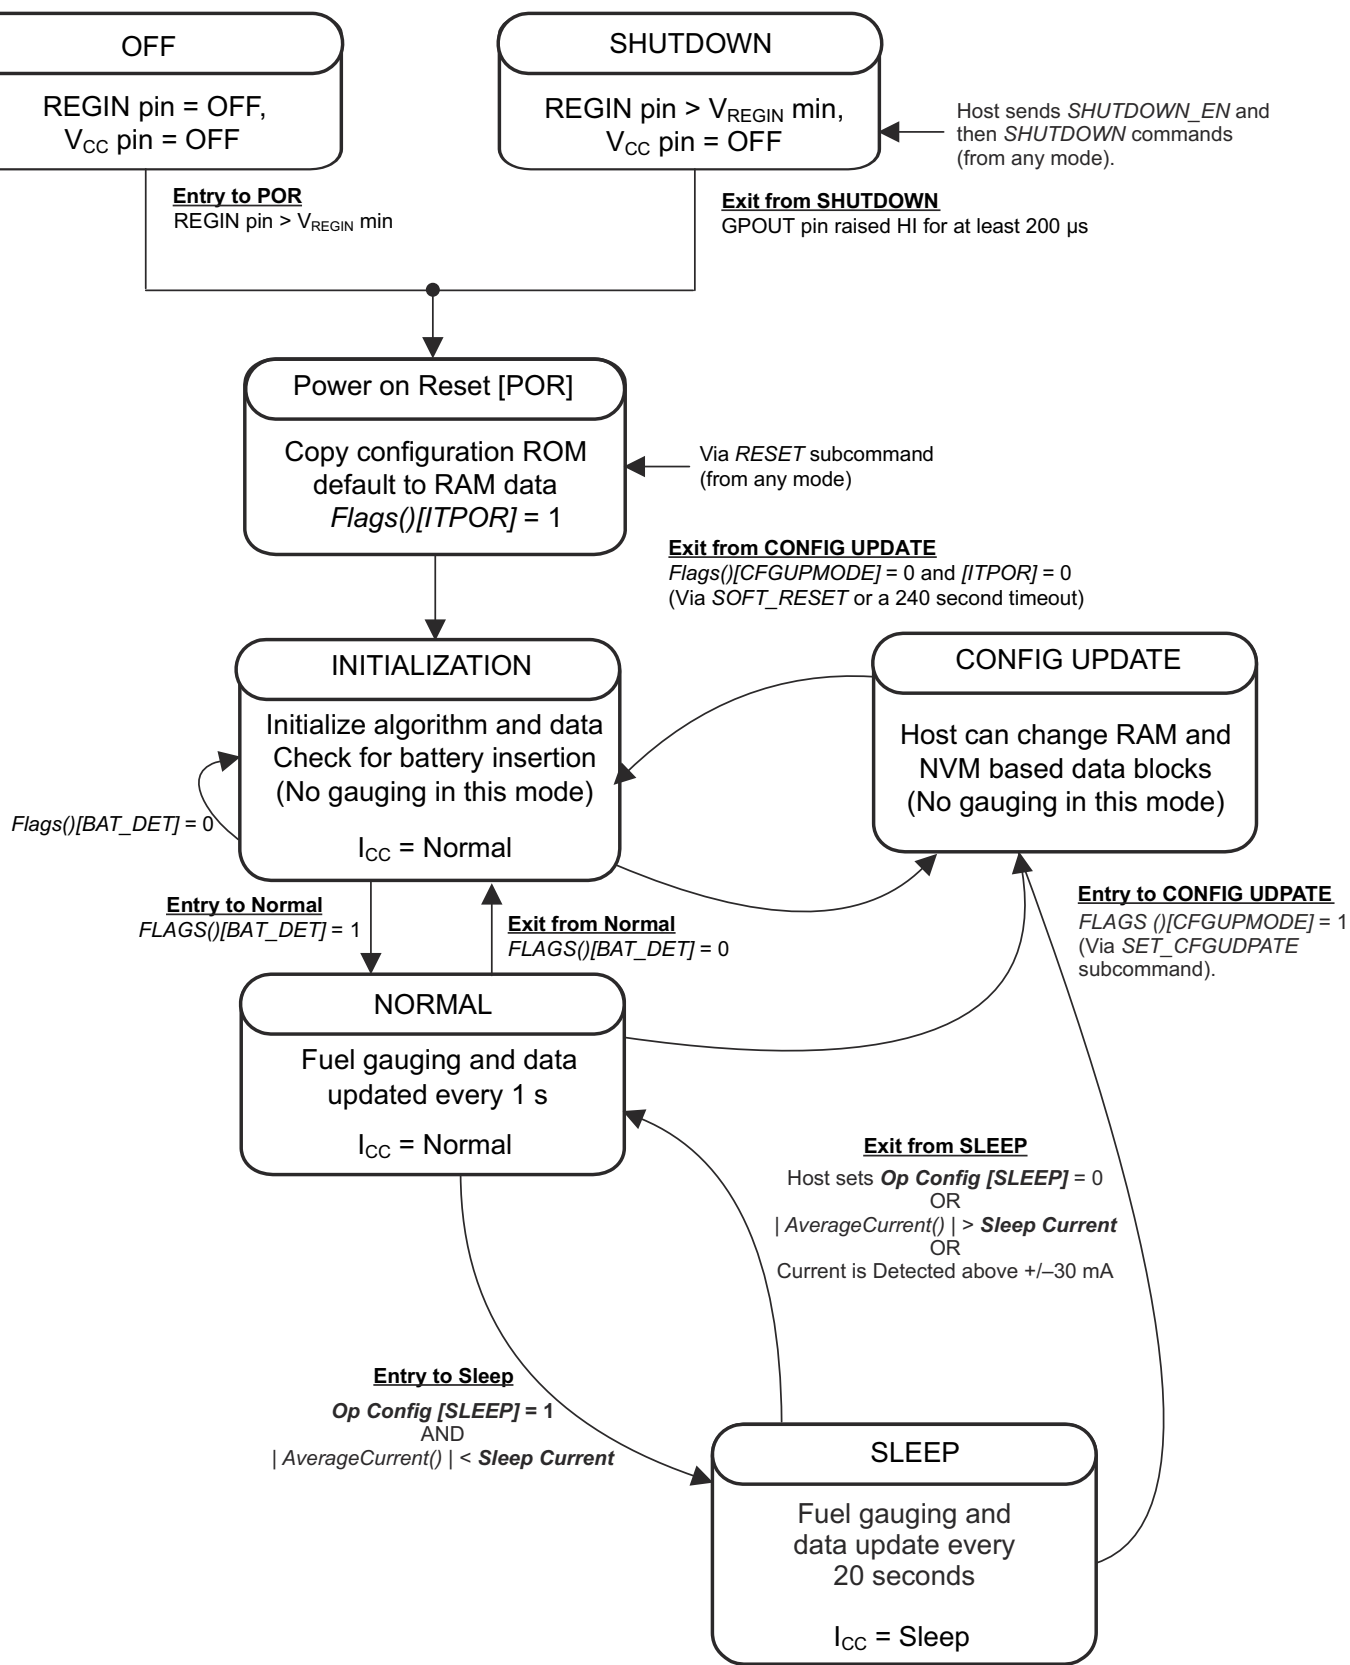 OFF
REGIN pin = OFF,
VCC pin = OFF
SHUTDOWN
REGIN pin > VREGIN min,
VCC pin = OFF
Host sends SHUTDOWN_EN and
then SHUTDOWN commands
(from any mode).
Entry to POR
REGIN pin > VREGIN min
Exit from SHUTDOWN
GPOUT pin raised HI for at least 200 µs
Power on Reset [POR]
Copy configuration ROM
default to RAM data
Flags()[ITPOR] = 1
Via RESET subcommand
(from any mode)
Exit from CONFIG UPDATE
Flags()[CFGUPMODE] = 0 and [ITPOR] = 0
(Via SOFT_RESET or a 240 second timeout)
INITIALIZATION
Initialize algorithm and data
Check for battery insertion
(No gauging in this mode)
ICC = Normal
Flags()[BAT_DET] = 0
CONFIG UPDATE
Host can change RAM and
NVM based data blocks
(No gauging in this mode)
Entry to Normal
FLAGS()[BAT_DET] = 1
Exit from Normal
FLAGS()[BAT_DET] = 0
Entry to CONFIG UDPATE
FLAGS ()[CFGUPMODE] = 1
(Via SET_CFGUDPATE
subcommand).
NORMAL
Fuel gauging and data
updated every 1 s
ICC = Normal
Exit from SLEEP
Host sets Op Config [SLEEP] = 0
OR
| AverageCurrent() | > Sleep Current
OR
Current is Detected above +/–30 mA
Entry to Sleep
Op Config [SLEEP] = 1
AND
| AverageCurrent() | < Sleep Current
SLEEP
Fuel gauging and
data update every
20 seconds
ICC = Sleep